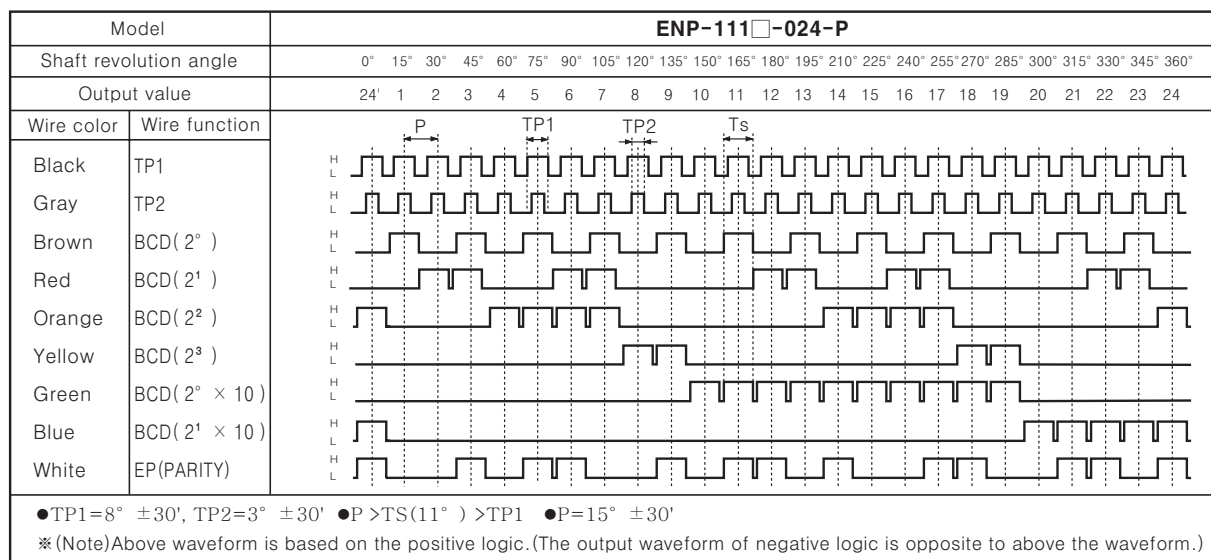 Model ENP-111□-024-P
Shaft revolution angle 0° 15° 30° 45° 60° 75° 90° 105° 120° 135° 150° 165° 180° 195° 210° 225° 240° 255° 270° 285° 300° 315° 330° 345° 360°
Output value 24' 1 2 3 4 5 6 7 8 9 10 11 12 13 14 15 16 17 18 19 20 21 22 23 24
Wire color Wire function P TP1 TP2 Ts
Black TP1 H L
Gray TP2 H L
Brown BCD( 2° ) H L
Red BCD( 2¹ ) H L
Orange BCD( 2² ) H L
Yellow BCD( 2³ ) H L
Green BCD( 2° × 10 ) H L
Blue BCD( 2¹ × 10 ) H L
White EP(PARITY) H L
●TP1=8° ±30', TP2=3° ±30' ●P >TS(11° ) >TP1 ●P=15° ±30'
※(Note)Above waveform is based on the positive logic.(The output waveform of negative logic is opposite to above the waveform.)